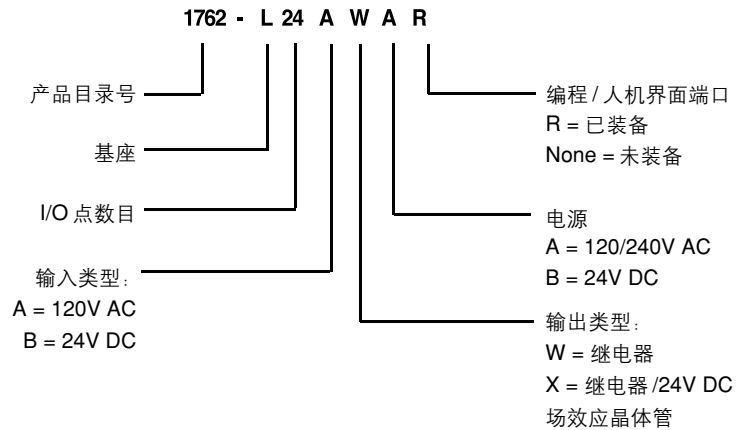 1762 - L 24 A W A R
产品目录号
基座
I/O 点数目
输入类型:
A = 120V AC
B = 24V DC
编程 / 人机界面端口
R = 已装备
None = 未装备
电源
A = 120/240V AC
B = 24V DC
输出类型:
W = 继电器
X = 继电器 /24V DC
场效应晶体管